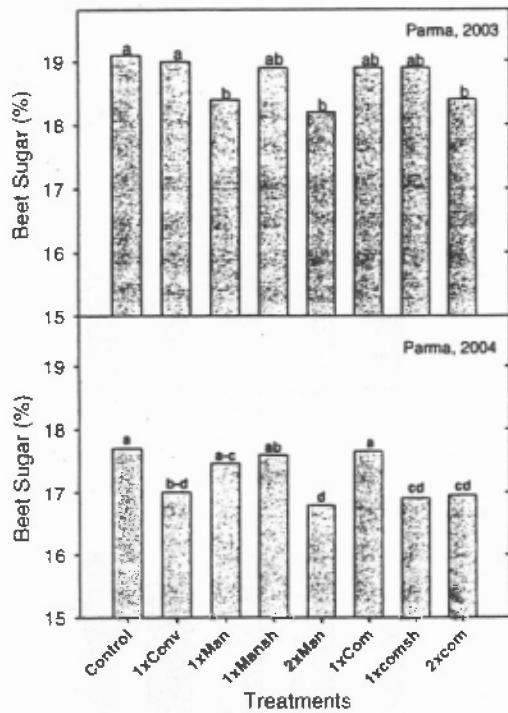 Parma, 2003
Beet Sugar (%)
19
18
17
16
15
a a b ab b ab ab b
Parma, 2004
Beet Sugar (%)
19
18
17
16
15
a b-d a-c ab d a cd cd
Control 1xConv 1xMan 1xMansh 2xMan 1xCom 1xcomsh 2xcom
Treatments